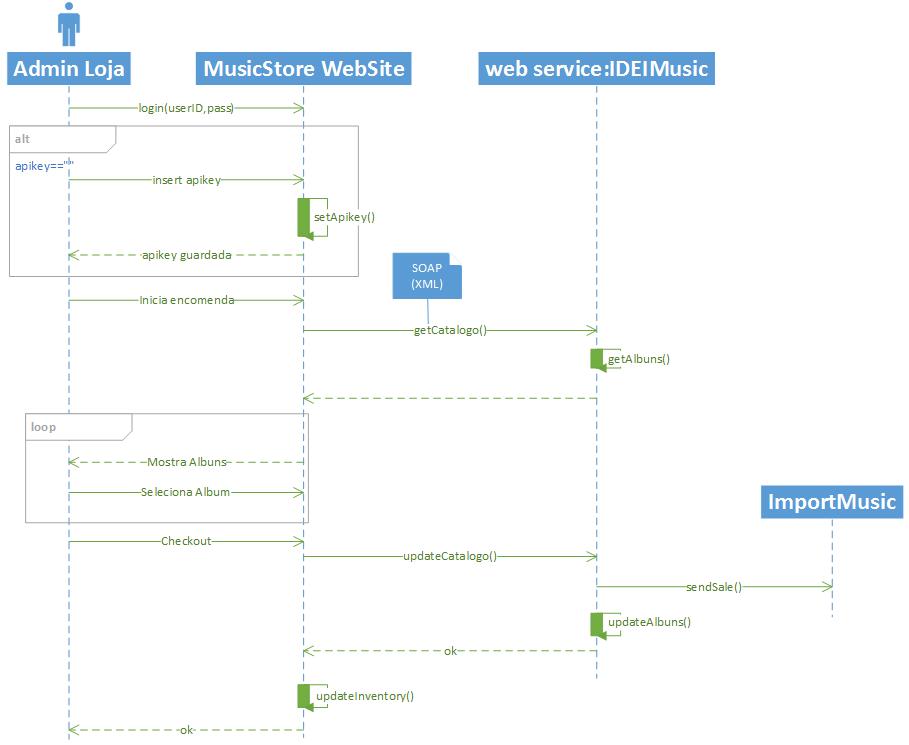 Admin Loja
MusicStore WebSite
web service:IDEIMusic
login(userID,pass)
alt
apikey==""
insert apikey
setApikey()
apikey guardada
SOAP
(XML)
Inicia encomenda
getCatalogo()
getAlbuns()
loop
Mostra Albuns
Seleciona Album
ImportMusic
Checkout
updateCatalogo()
sendSale()
updateAlbuns()
ok
updateInventory()
ok